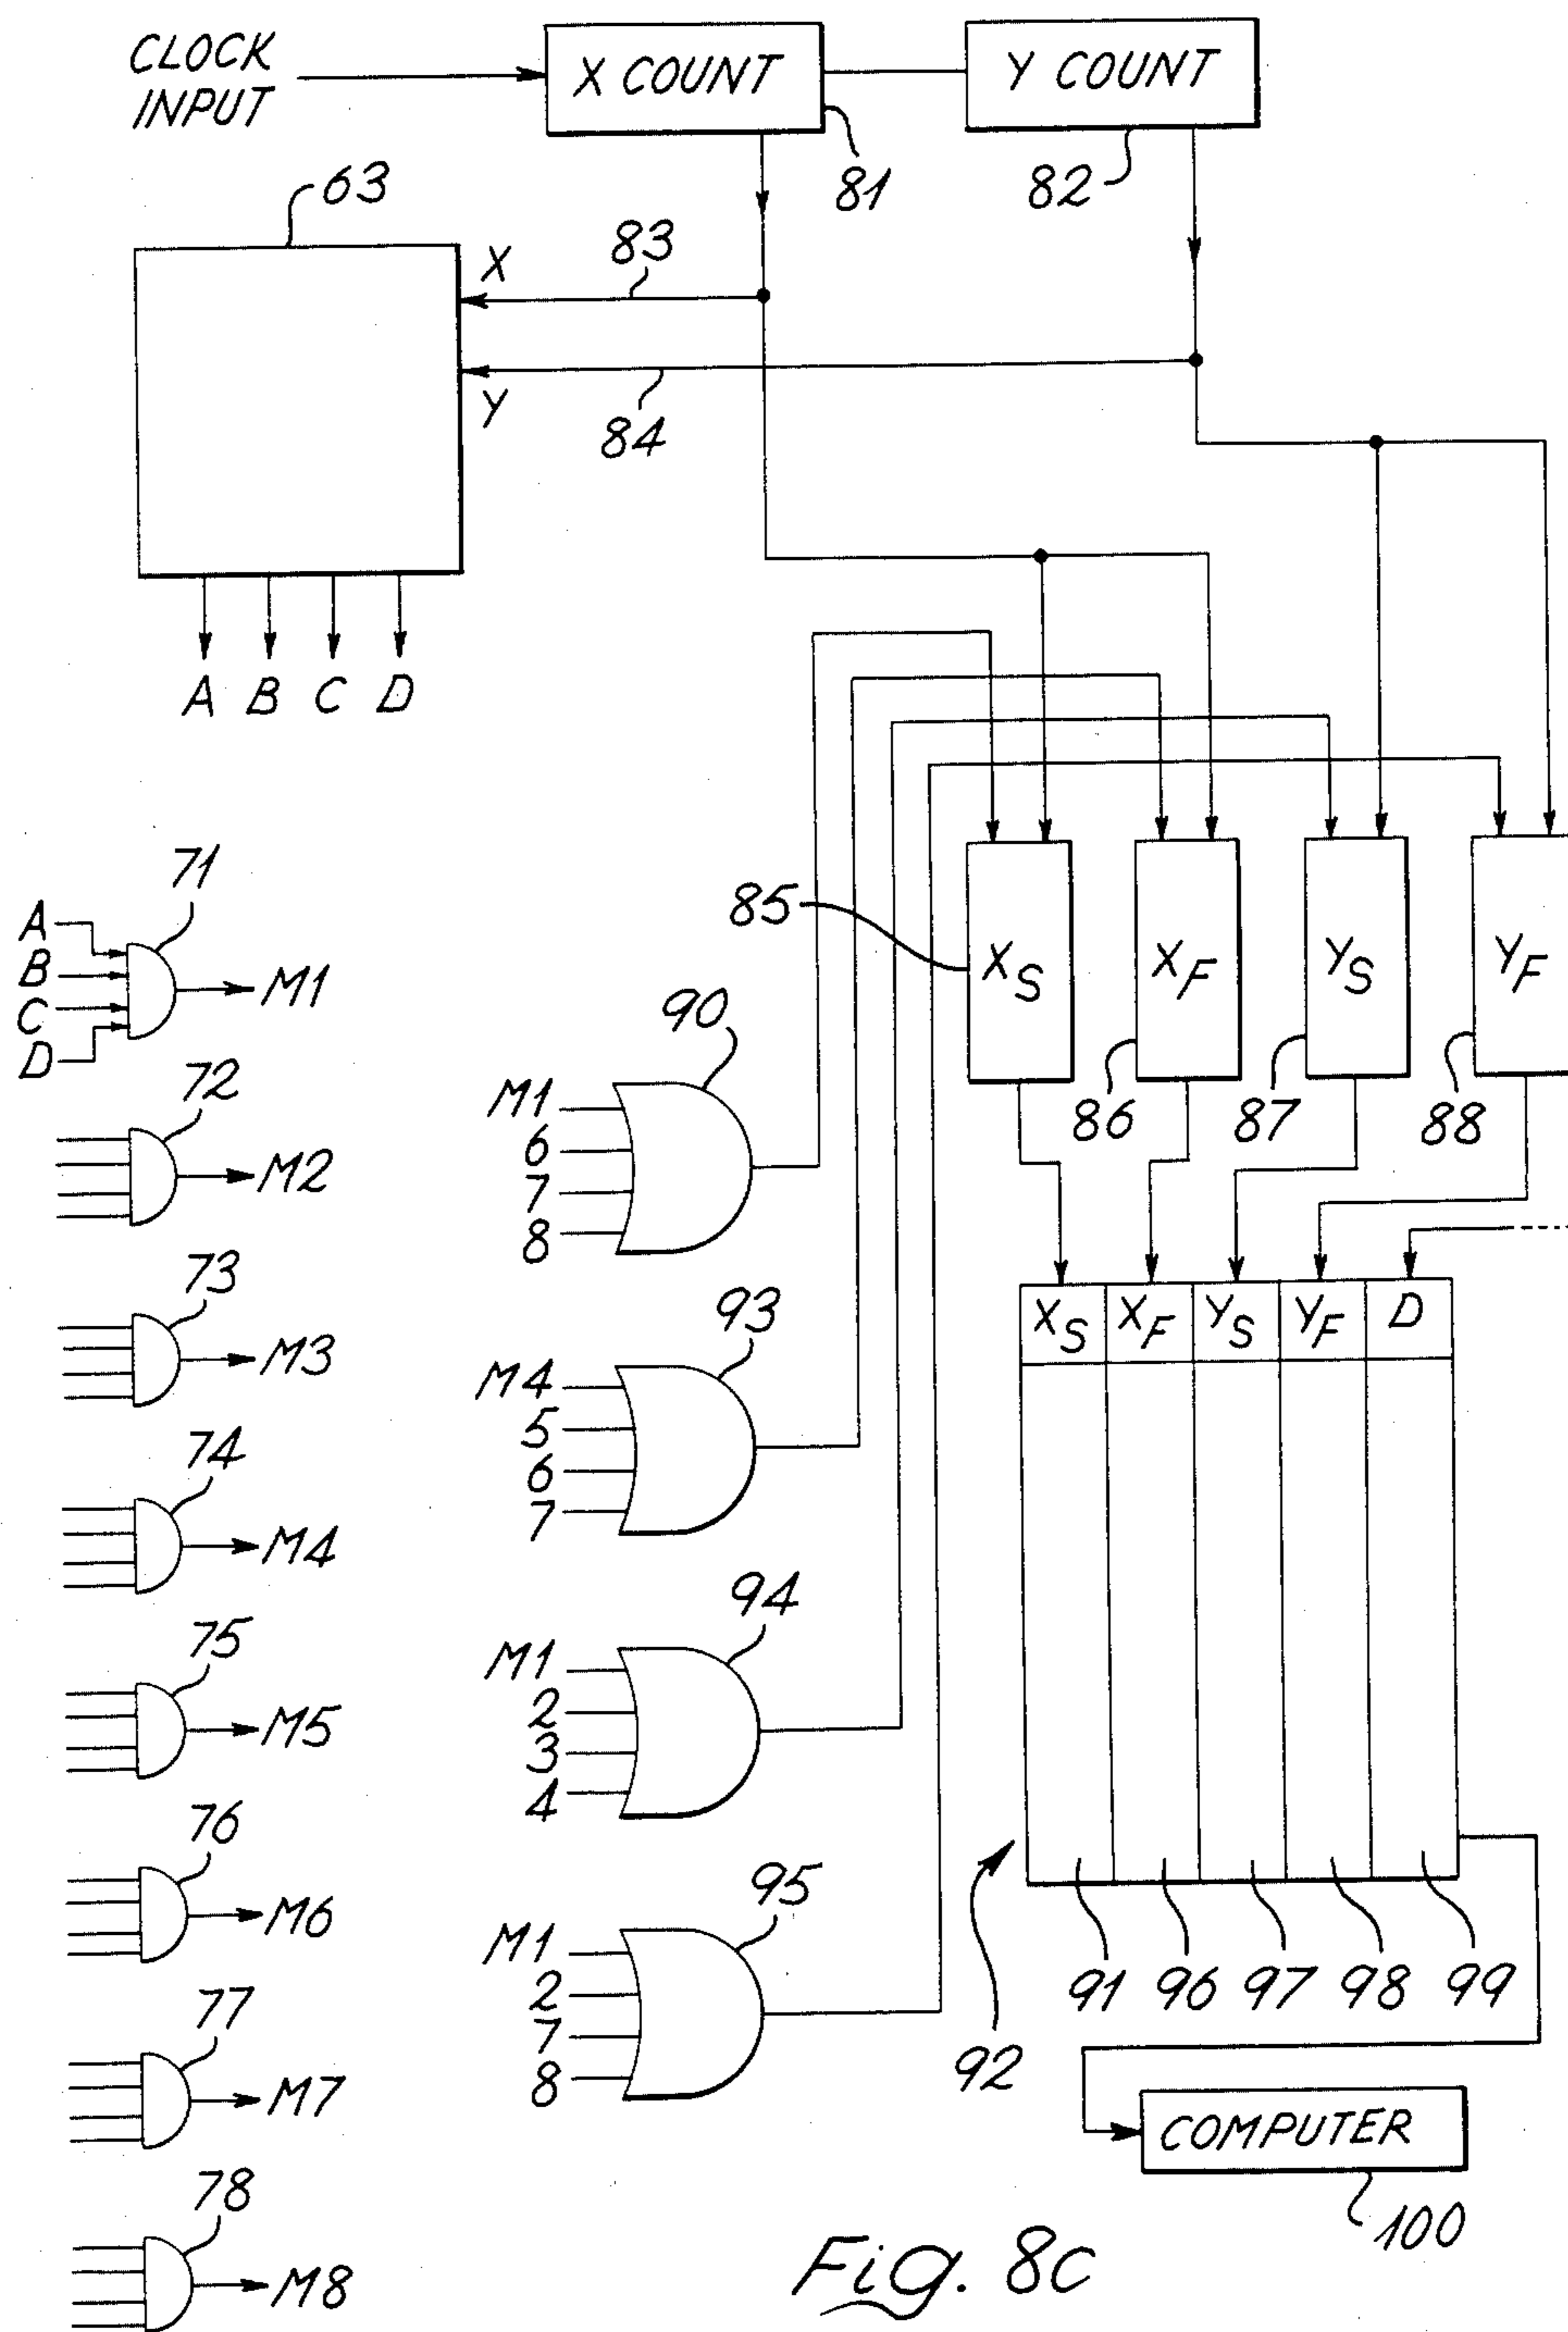 CLOCK
INPUT
X COUNT
Y COUNT
81
82
63
X
83
Y
84
A B C D
71
A
B
C
D
M1
72
M2
73
M3
74
M4
75
M5
76
M6
77
M7
78
M8
90
M1
6
7
8
93
M4
5
6
7
94
M1
2
3
4
95
M1
2
7
8
85
XS
XF
YS
YF
86
87
88
XS XF YS YF D
91 96 97 98 99
92
COMPUTER
100
Fig. 8c